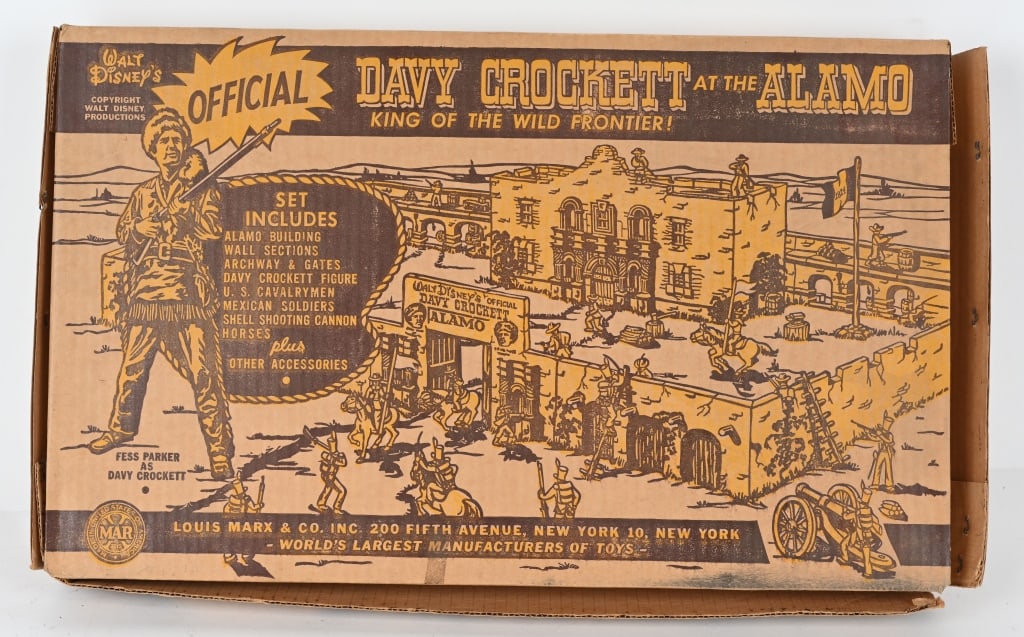 WALT
DISNEY'S
COPYRIGHT
WALT DISNEY
PRODUCTIONS
OFFICIAL
DAVY CROCKETT AT THE ALAMO
KING OF THE WILD FRONTIER!
SET
INCLUDES
ALAMO BUILDING
WALL SECTIONS
ARCHWAY & GATES
DAVY CROCKETT FIGURE
U. S. CAVALRYMEN
MEXICAN SOLDIERS
SHELL SHOOTING CANNON
HORSES
plus
OTHER ACCESSORIES
WALT DISNEY'S OFFICIAL
DAVY CROCKETT
ALAMO
FESS PARKER
AS
DAVY CROCKETT
MAR
LOUIS MARX & CO. INC. 200 FIFTH AVENUE, NEW YORK 10, NEW YORK
- WORLD'S LARGEST MANUFACTURERS OF TOYS -